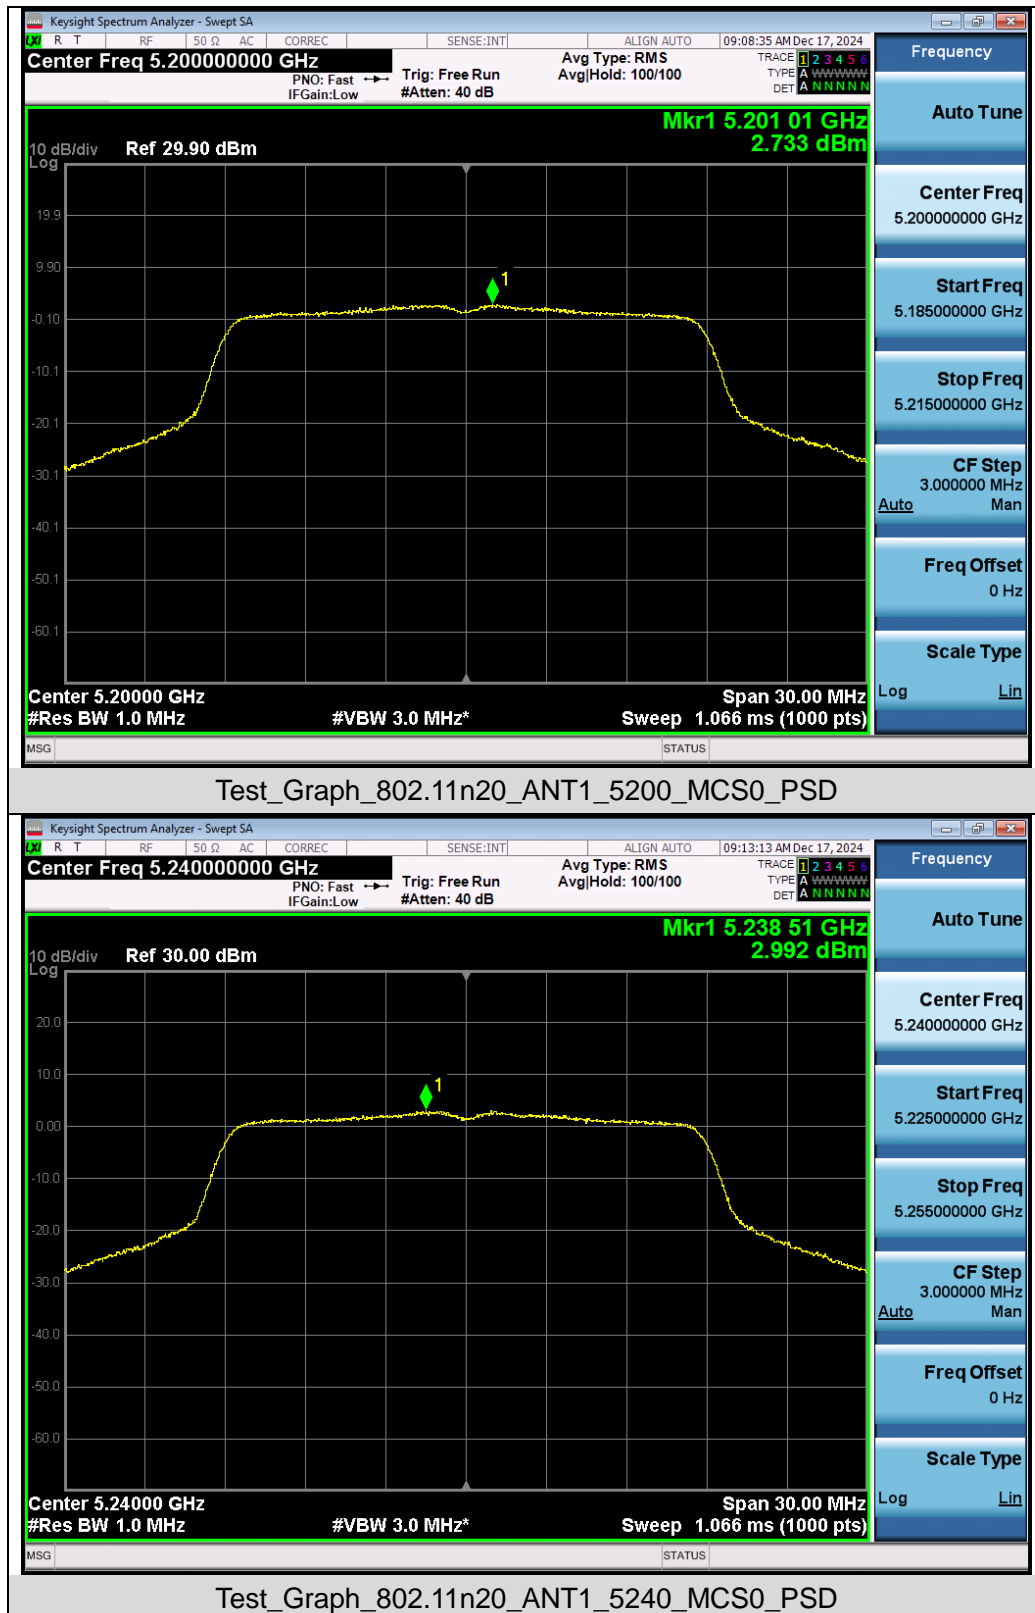 Keysight Spectrum Analyzer - Swept SA
LXI R T RF 50 Ω AC CORREC SENSE:INT ALIGN AUTO 09:08:35 AM Dec 17, 2024
Center Freq 5.200000000 GHz
PNO: Fast
IFGain:Low
Trig: Free Run
#Atten: 40 dB
Avg Type: RMS
Avg|Hold: 100/100
TRACE 1 2 3 4 5 6
TYPE A WWWWW
DET A N N N N N
Mkr1 5.201 01 GHz
2.733 dBm
10 dB/div Ref 29.90 dBm
Log
19.9
9.90
-0.10
-10.1
-20.1
-30.1
-40.1
-50.1
-60.1
1
Center 5.20000 GHz Span 30.00 MHz
#Res BW 1.0 MHz #VBW 3.0 MHz* Sweep 1.066 ms (1000 pts)
MSG STATUS
Frequency
Auto Tune
Center Freq
5.200000000 GHz
Start Freq
5.185000000 GHz
Stop Freq
5.215000000 GHz
CF Step
3.000000 MHz
Auto Man
Freq Offset
0 Hz
Scale Type
Log Lin
Test_Graph_802.11n20_ANT1_5200_MCS0_PSD
Keysight Spectrum Analyzer - Swept SA
LXI R T RF 50 Ω AC CORREC SENSE:INT ALIGN AUTO 09:13:13 AM Dec 17, 2024
Center Freq 5.240000000 GHz
PNO: Fast
IFGain:Low
Trig: Free Run
#Atten: 40 dB
Avg Type: RMS
Avg|Hold: 100/100
TRACE 1 2 3 4 5 6
TYPE A WWWWW
DET A N N N N N
Mkr1 5.238 51 GHz
2.992 dBm
10 dB/div Ref 30.00 dBm
Log
20.0
10.0
0.00
-10.0
-20.0
-30.0
-40.0
-50.0
-60.0
1
Center 5.24000 GHz Span 30.00 MHz
#Res BW 1.0 MHz #VBW 3.0 MHz* Sweep 1.066 ms (1000 pts)
MSG STATUS
Frequency
Auto Tune
Center Freq
5.240000000 GHz
Start Freq
5.225000000 GHz
Stop Freq
5.255000000 GHz
CF Step
3.000000 MHz
Auto Man
Freq Offset
0 Hz
Scale Type
Log Lin
Test_Graph_802.11n20_ANT1_5240_MCS0_PSD